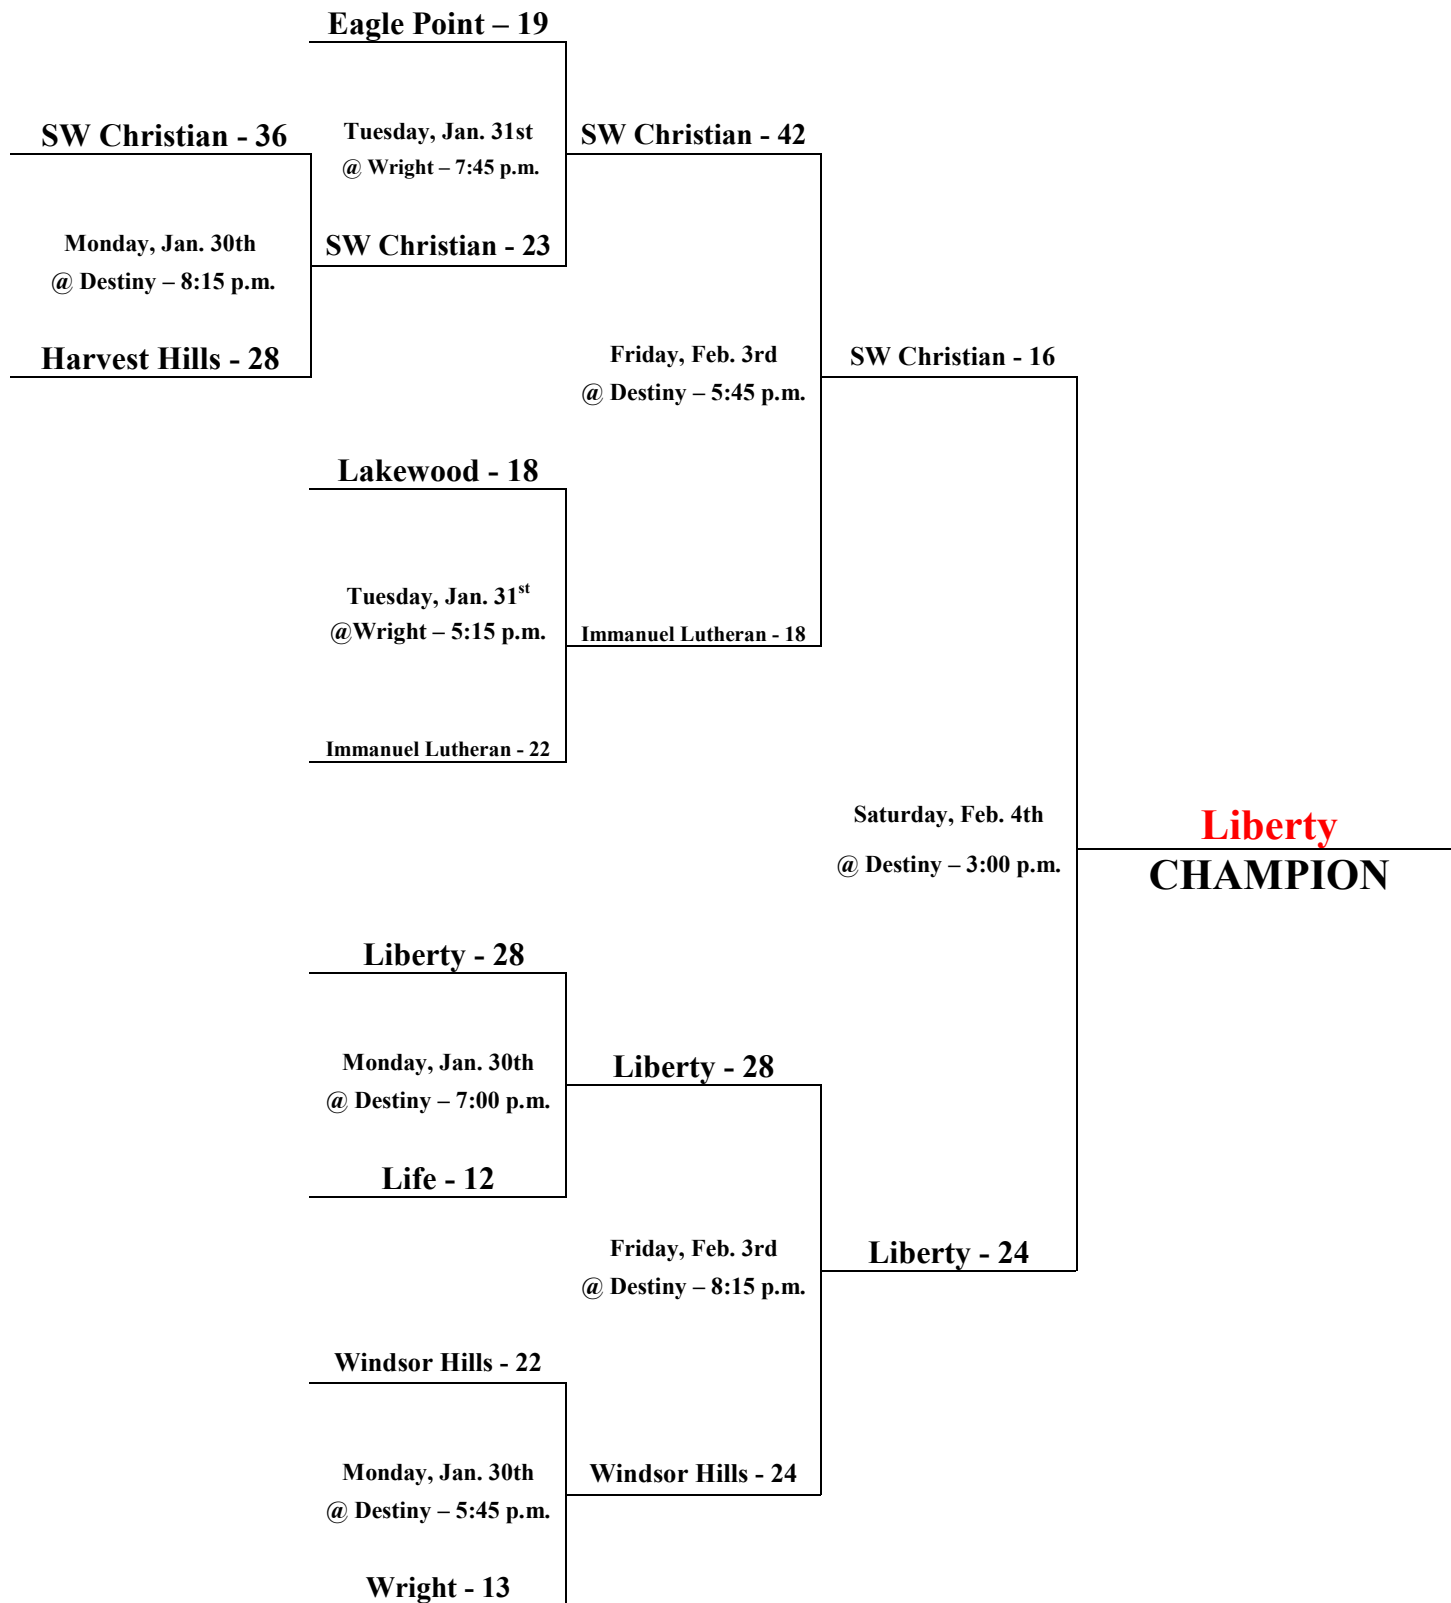 Eagle Point – 19
SW Christian - 36
Tuesday, Jan. 31st
@ Wright – 7:45 p.m.
SW Christian - 42
Monday, Jan. 30th
@ Destiny – 8:15 p.m.
SW Christian - 23
Harvest Hills - 28
Friday, Feb. 3rd
@ Destiny – 5:45 p.m.
SW Christian - 16
Lakewood - 18
Tuesday, Jan. 31st
@Wright – 5:15 p.m.
Immanuel Lutheran - 18
Immanuel Lutheran - 22
Saturday, Feb. 4th
@ Destiny – 3:00 p.m.
Liberty
CHAMPION
Liberty - 28
Monday, Jan. 30th
@ Destiny – 7:00 p.m.
Liberty - 28
Life - 12
Friday, Feb. 3rd
@ Destiny – 8:15 p.m.
Liberty - 24
Windsor Hills - 22
Monday, Jan. 30th
@ Destiny – 5:45 p.m.
Windsor Hills - 24
Wright - 13